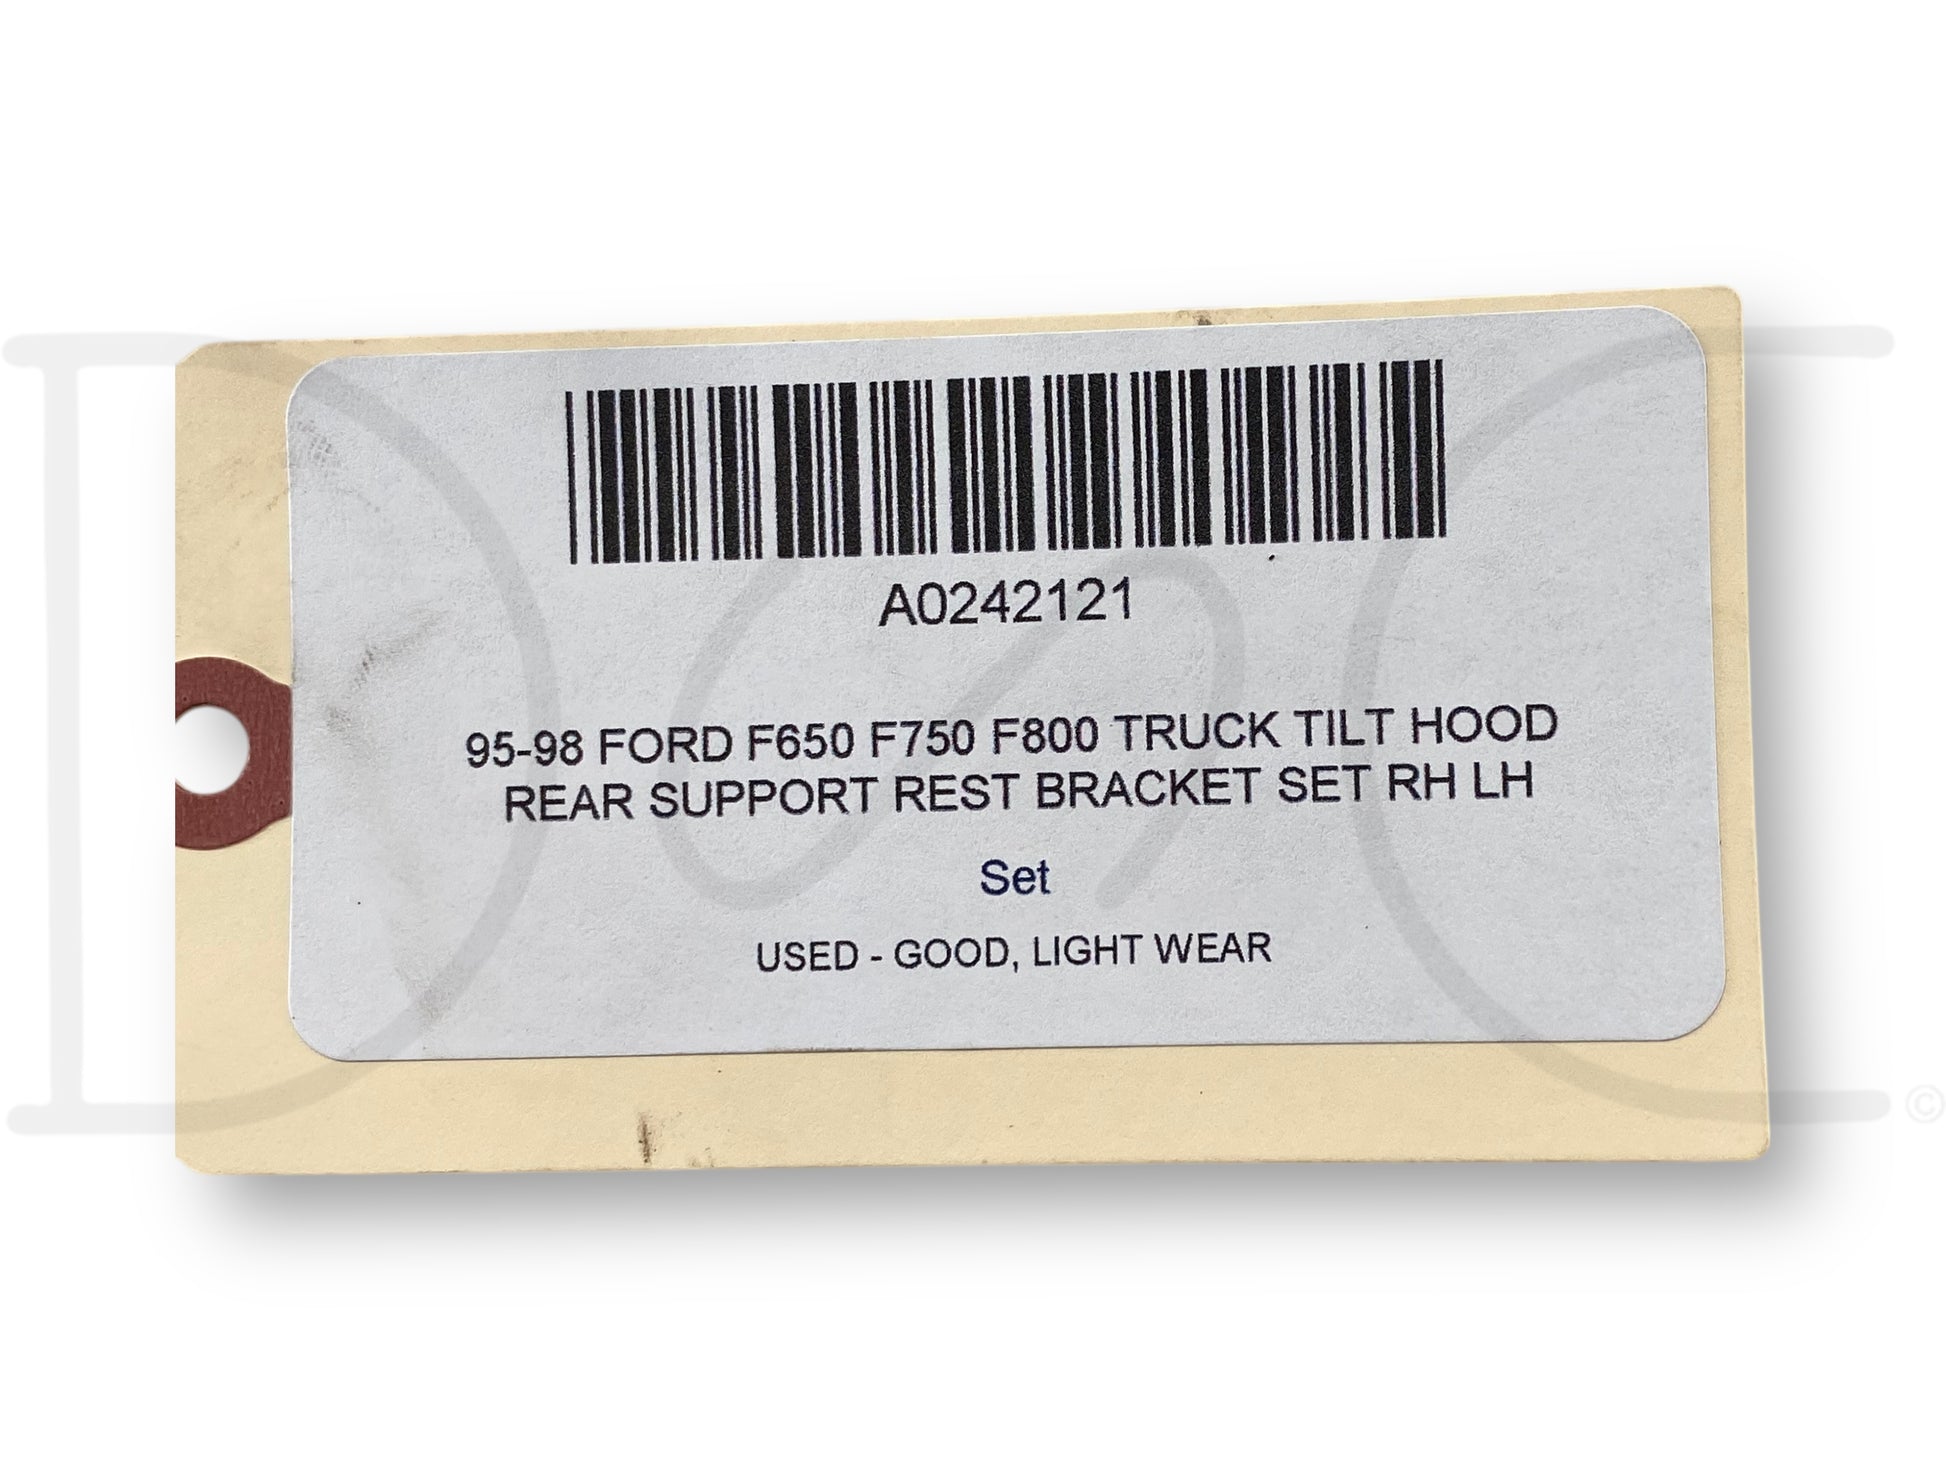 A0242121
95-98 FORD F650 F750 F800 TRUCK TILT HOOD
REAR SUPPORT REST BRACKET SET RH LH
Set
USED - GOOD, LIGHT WEAR
©